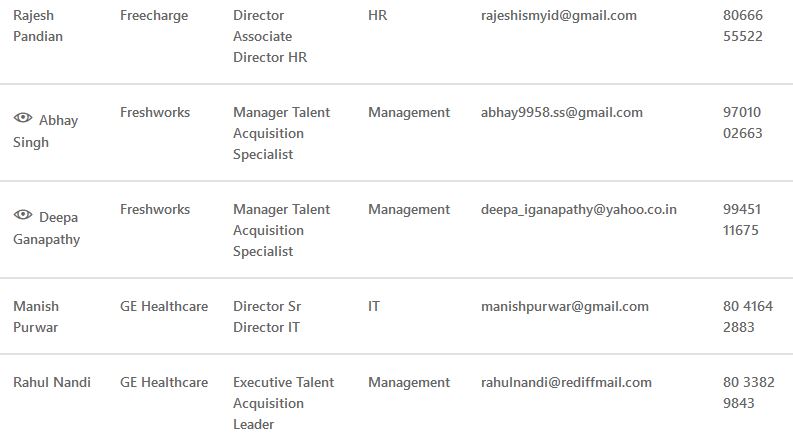 Rajesh Pandian Freecharge Director Associate Director HR HR rajeshismyid@gmail.com 80666 55522
Abhay Singh Freshworks Manager Talent Acquisition Specialist Management abhay9958.ss@gmail.com 97010 02663
Deepa Ganapathy Freshworks Manager Talent Acquisition Specialist Management deepa_iganapathy@yahoo.co.in 99451 11675
Manish Purwar GE Healthcare Director Sr Director IT IT manishpurwar@gmail.com 80 4164 2883
Rahul Nandi GE Healthcare Executive Talent Acquisition Leader Management rahulnandi@rediffmail.com 80 3382 9843